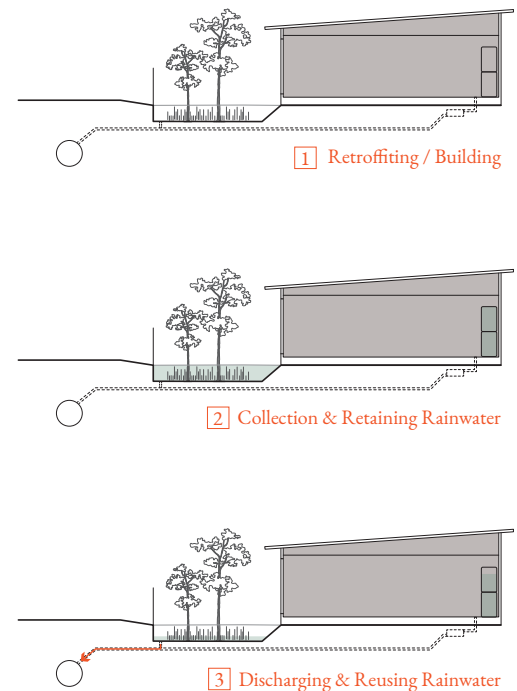 1 Retroffiting / Building
2 Collection & Retaining Rainwater
3 Discharging & Reusing Rainwater